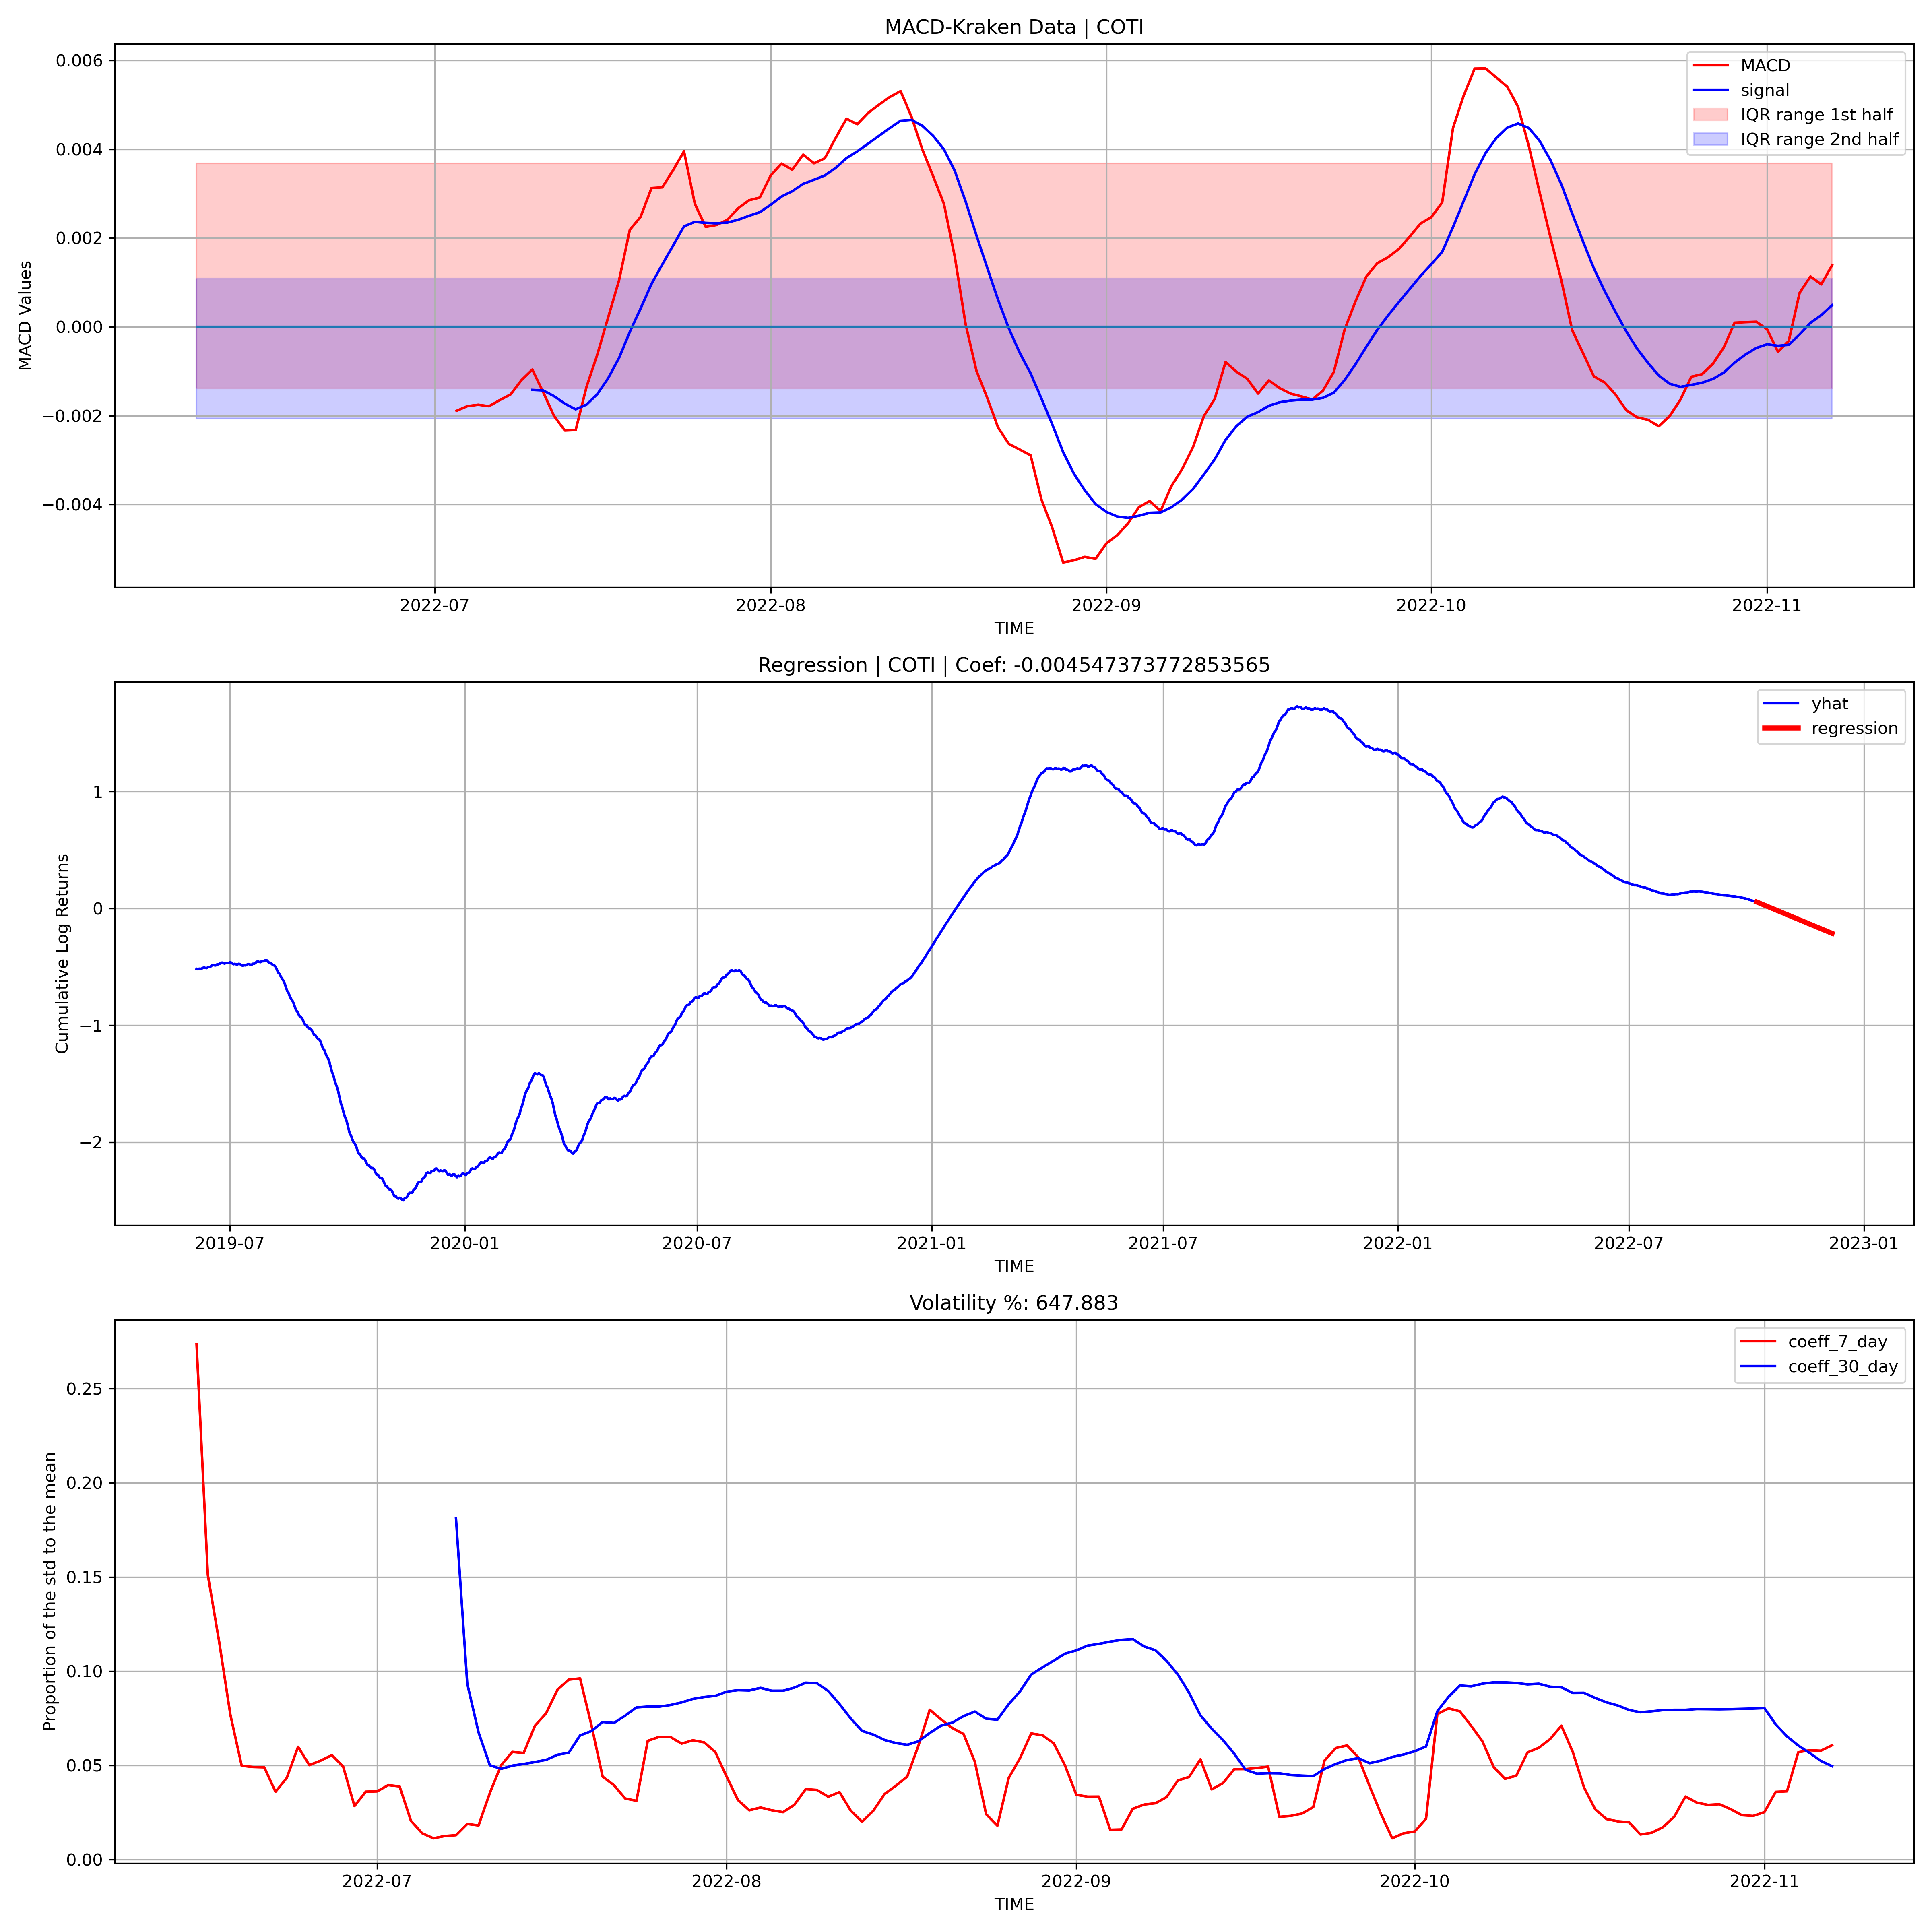 MACD-Kraken Data | COTI
MACD
signal
IQR range 1st half
IQR range 2nd half
0.006
0.004
0.002
0.000
−0.002
−0.004
MACD Values
2022-07
2022-08
2022-09
2022-10
2022-11
TIME
Regression | COTI | Coef: -0.004547373772853565
yhat
regression
1
0
−1
−2
Cumulative Log Returns
2019-07
2020-01
2020-07
2021-01
2021-07
2022-01
2022-07
2023-01
TIME
Volatility %: 647.883
coeff_7_day
coeff_30_day
0.25
0.20
0.15
0.10
0.05
0.00
Proportion of the std to the mean
2022-07
2022-08
2022-09
2022-10
2022-11
TIME